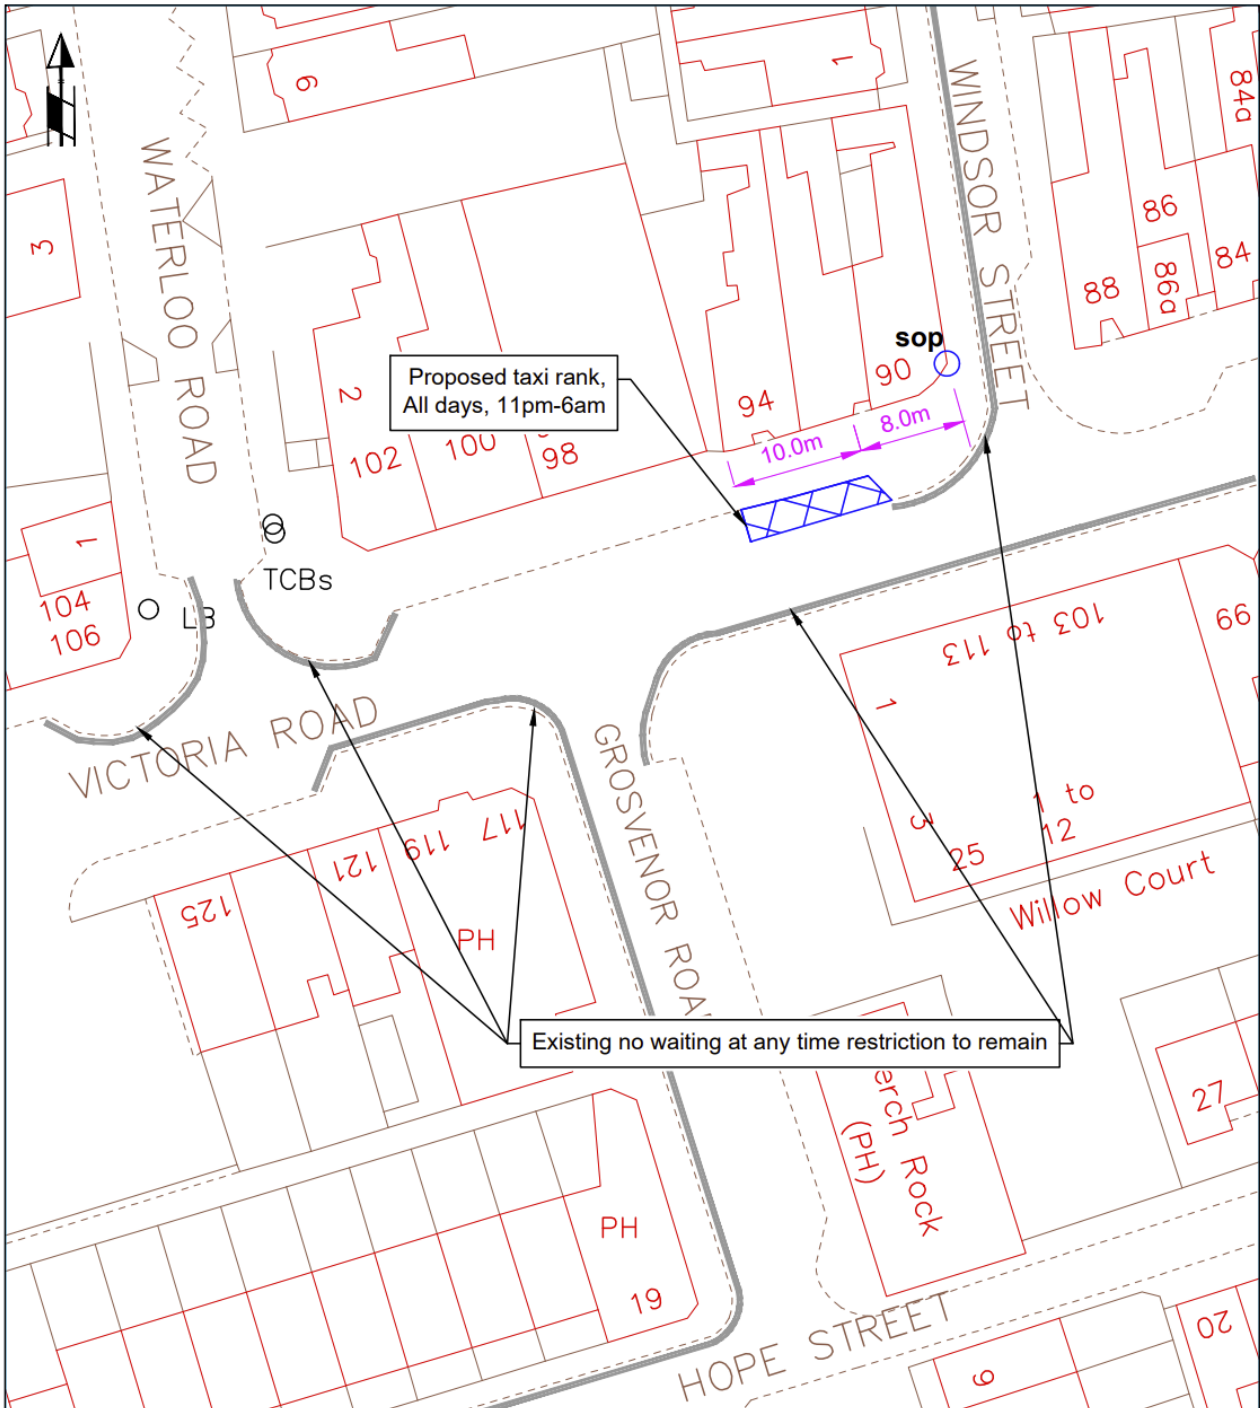 6
1
WINDSOR STREET
84a
WATERLOO ROAD
3
86
84
86a
88
sop
90
Proposed taxi rank,
All days, 11pm-6am
2
94
8.0m
10.0m
102
100
98
1
TCBs
104
106
LB
103 to 113
99
1
VICTORIA ROAD
GROSVENOR ROA
1 to
12
3
25
117
119
121
125
Willow Court
PH
Existing no waiting at any time restriction to remain
erch Rock
(PH)
27
PH
19
HOPE STREET
20
9